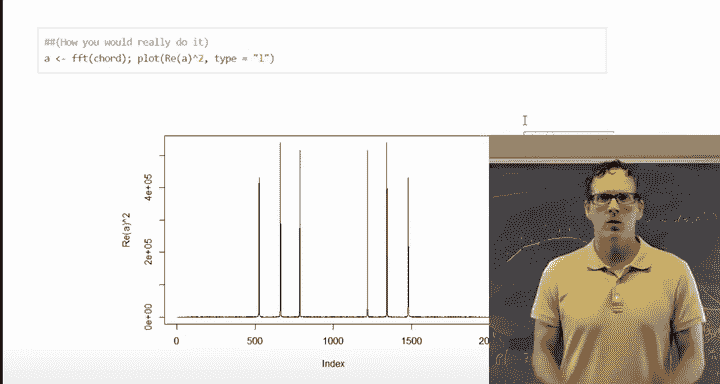 ##(How you would really do it)
a <- fft(chord); plot(Re(a)^2, type = "l")
Re(a)^2
4e+05
2e+05
0e+00
0
500
1000
1500
Index